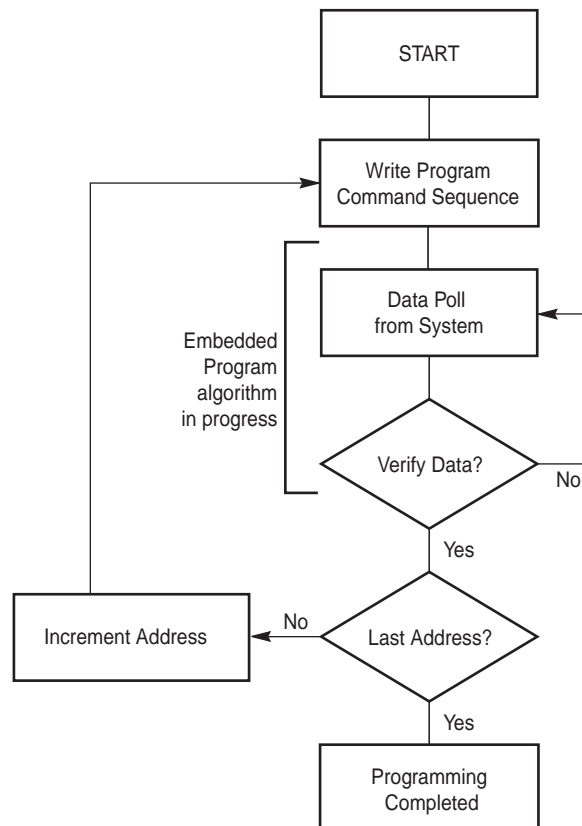 START
Write Program
Command Sequence
Data Poll
from System
Embedded
Program
algorithm
in progress
Verify Data?
No
Yes
Last Address?
No
Increment Address
Yes
Programming
Completed